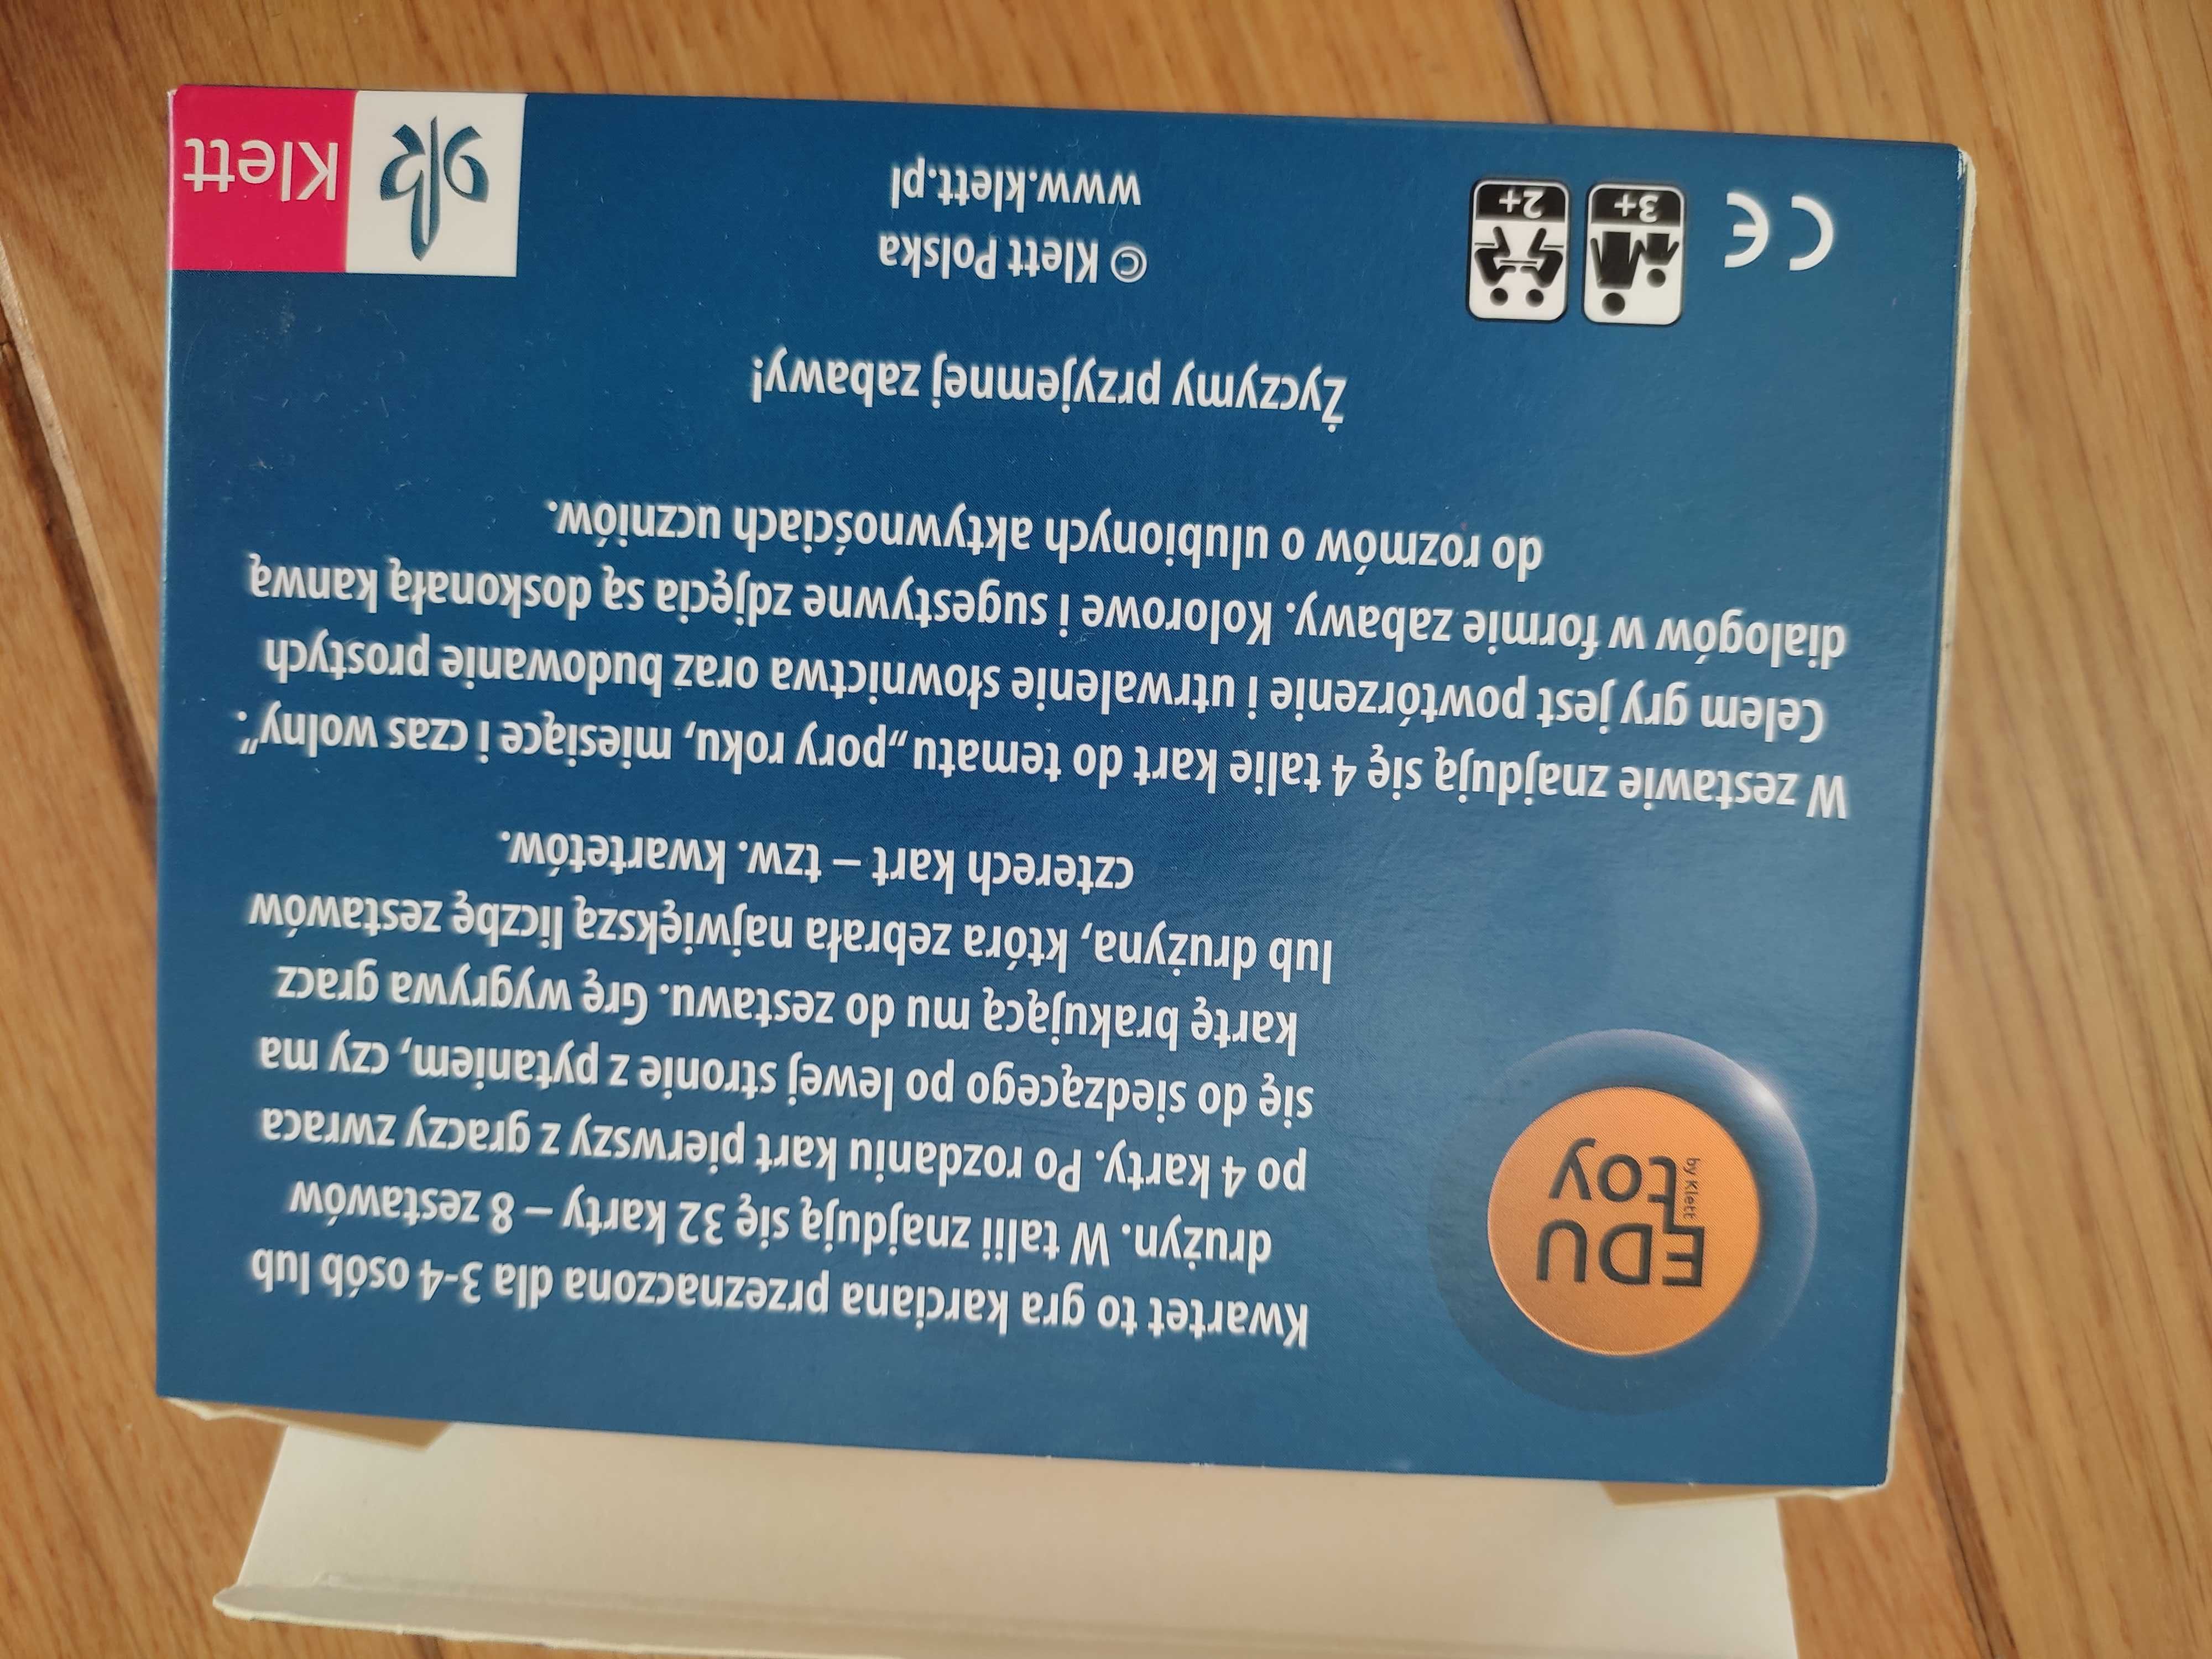 EDU
toy
by Klett
Kwartet to gra karciana przeznaczona dla 3-4 osób lub
drużyn. W talii znajdują się 32 karty – 8 zestawów
po 4 karty. Po rozdaniu kart pierwszy z graczy zwraca
się do siedzącego po lewej stronie z pytaniem, czy ma
kartę brakującą mu do zestawu. Grę wygrywa gracz
lub drużyna, która zebrała największą liczbę zestawów
czterech kart – tzw. kwartetów.
W zestawie znajdują się 4 talie kart do tematu „pory roku, miesiące i czas wolny”.
Celem gry jest powtórzenie i utrwalenie słownictwa oraz budowanie prostych
dialogów w formie zabawy. Kolorowe i sugestywne zdjęcia są doskonałą kanwą
do rozmów o ulubionych aktywnościach uczniów.
Życzymy przyjemnej zabawy!
CE
3+
2+
© Klett Polska
www.klett.pl
Klett